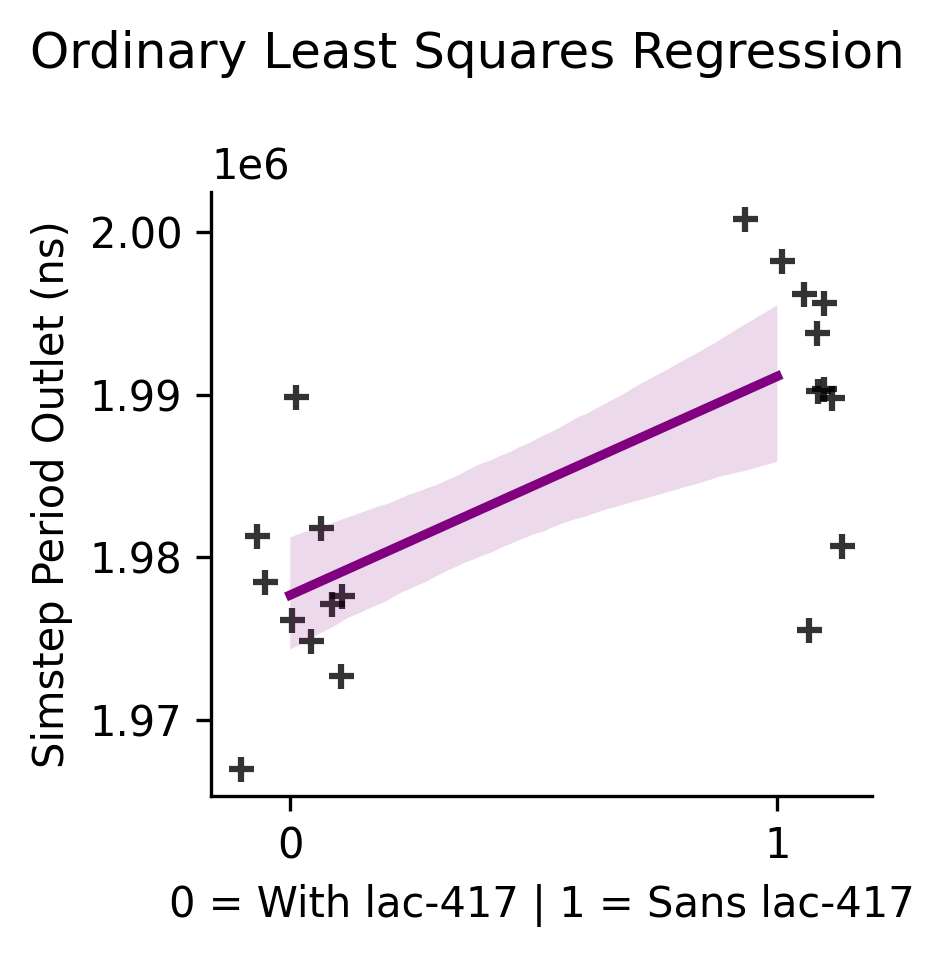 Ordinary Least Squares Regression
1e6
2.00
1.99
1.98
1.97
Simstep Period Outlet (ns)
0 1
0 = With lac-417 | 1 = Sans lac-417